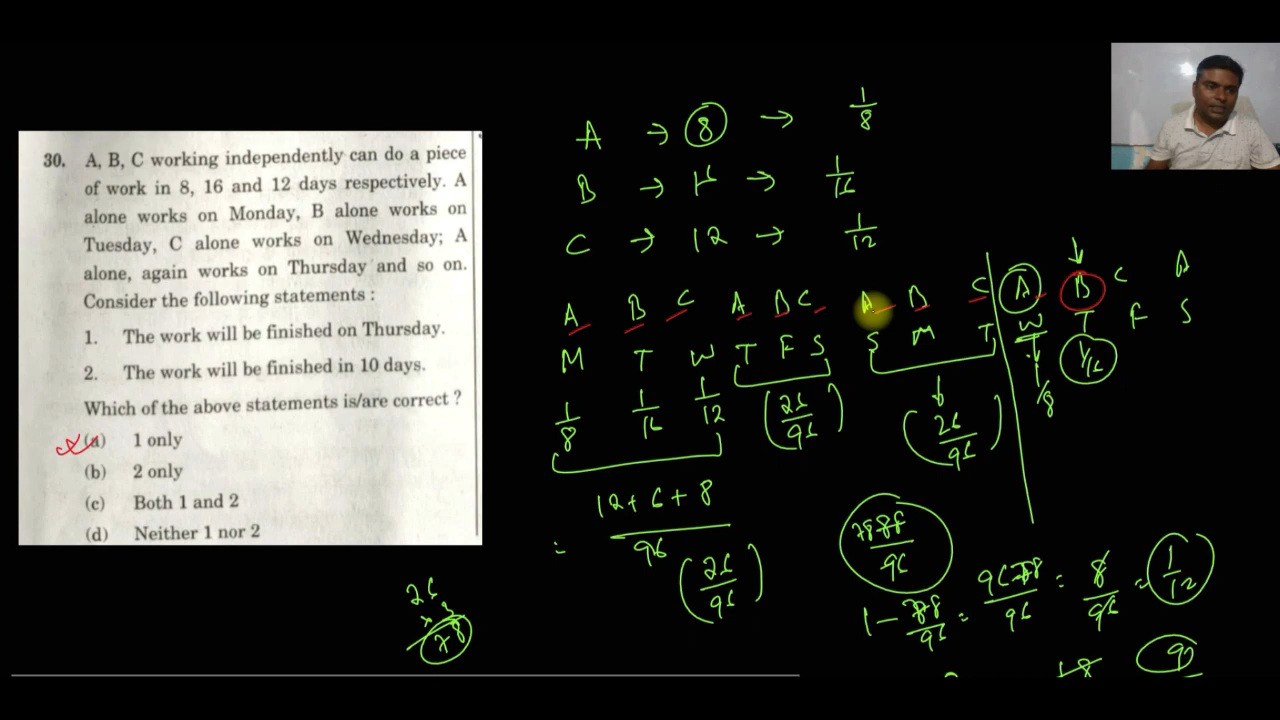 30. A, B, C working independently can do a piece
of work in 8, 16 and 12 days respectively. A
alone works on Monday, B alone works on
Tuesday, C alone works on Wednesday; A
alone, again works on Thursday and so on.
Consider the following statements :
1. The work will be finished on Thursday.
2. The work will be finished in 10 days.
Which of the above statements is/are correct ?
(a) 1 only
(b) 2 only
(c) Both 1 and 2
(d) Neither 1 nor 2
A → 8 → 1/8
B → 16 → 1/16
C → 12 → 1/12
A B C A B C A B C A B C A
M T W T F S S M T W T F S
1/8 1/16 1/12 (26/96) (26/96) 1/8 1/16
= 12+6+8/96 (26/96)
26
78
78/96
1 - 78/96 =
1/12